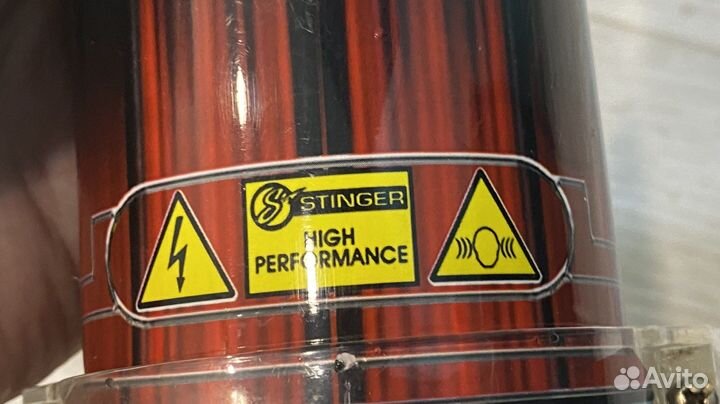 S STINGER
HIGH
PERFORMANCE
Avito